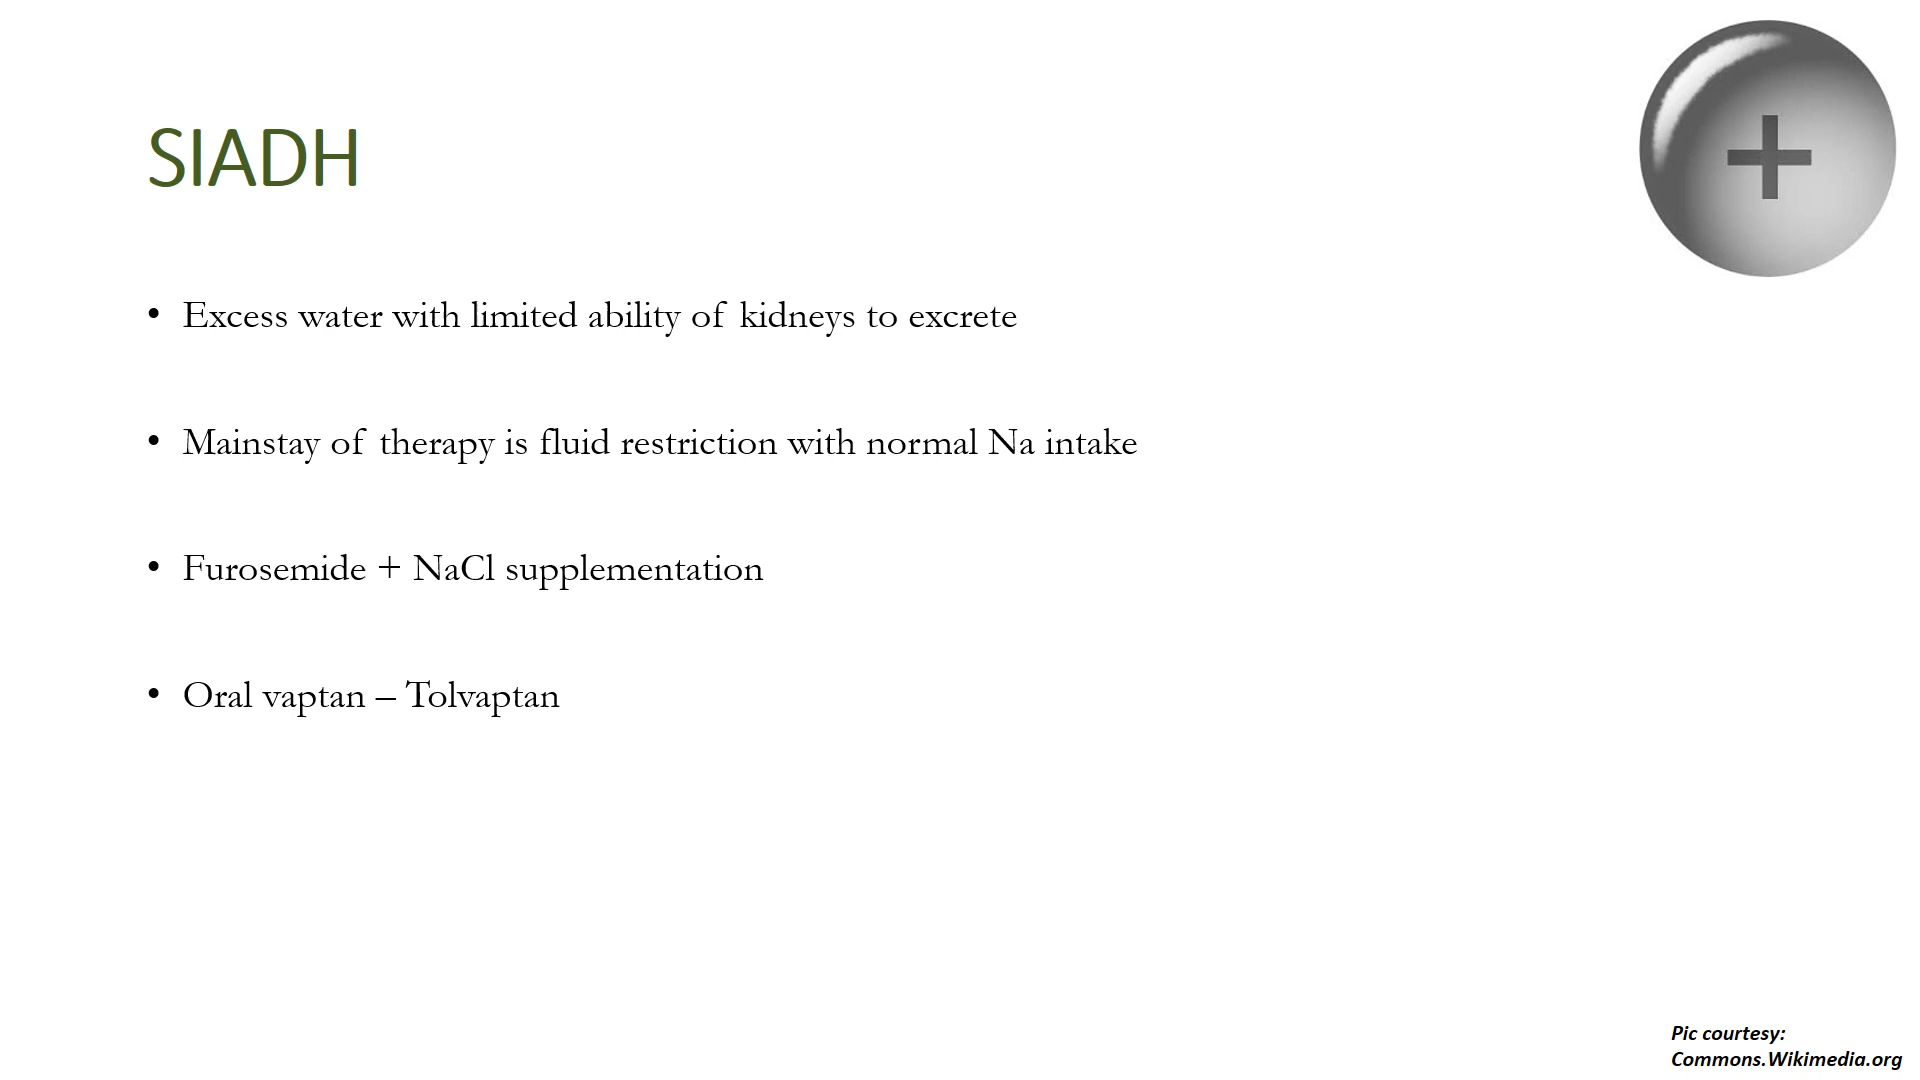 SIADH
• Excess water with limited ability of kidneys to excrete
• Mainstay of therapy is fluid restriction with normal Na intake
• Furosemide + NaCl supplementation
• Oral vaptan – Tolvaptan
+
Pic courtesy:
Commons.Wikimedia.org